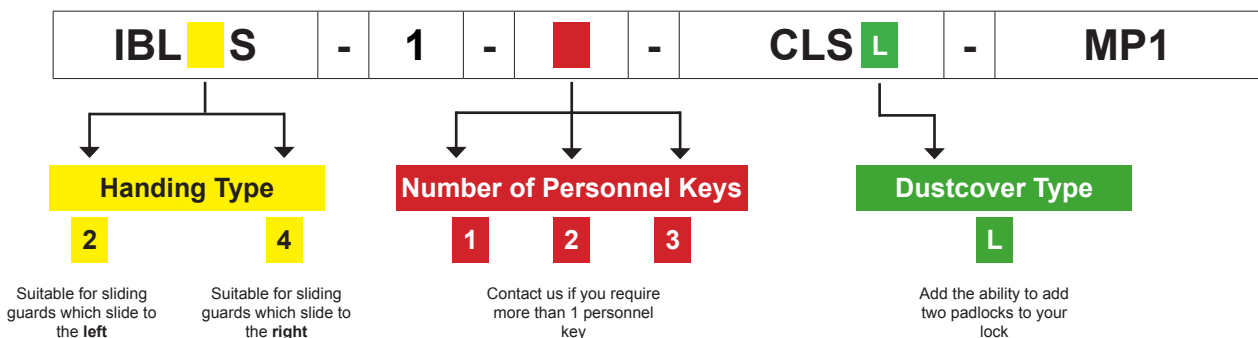 IBL S - 1 - - CLS L - MP1
Handing Type
2 4
Suitable for sliding
guards which slide to
the left
Suitable for sliding
guards which slide to
the right
Number of Personnel Keys
1 2 3
Contact us if you require
more than 1 personnel
key
Dustcover Type
L
Add the ability to add
two padlocks to your
lock